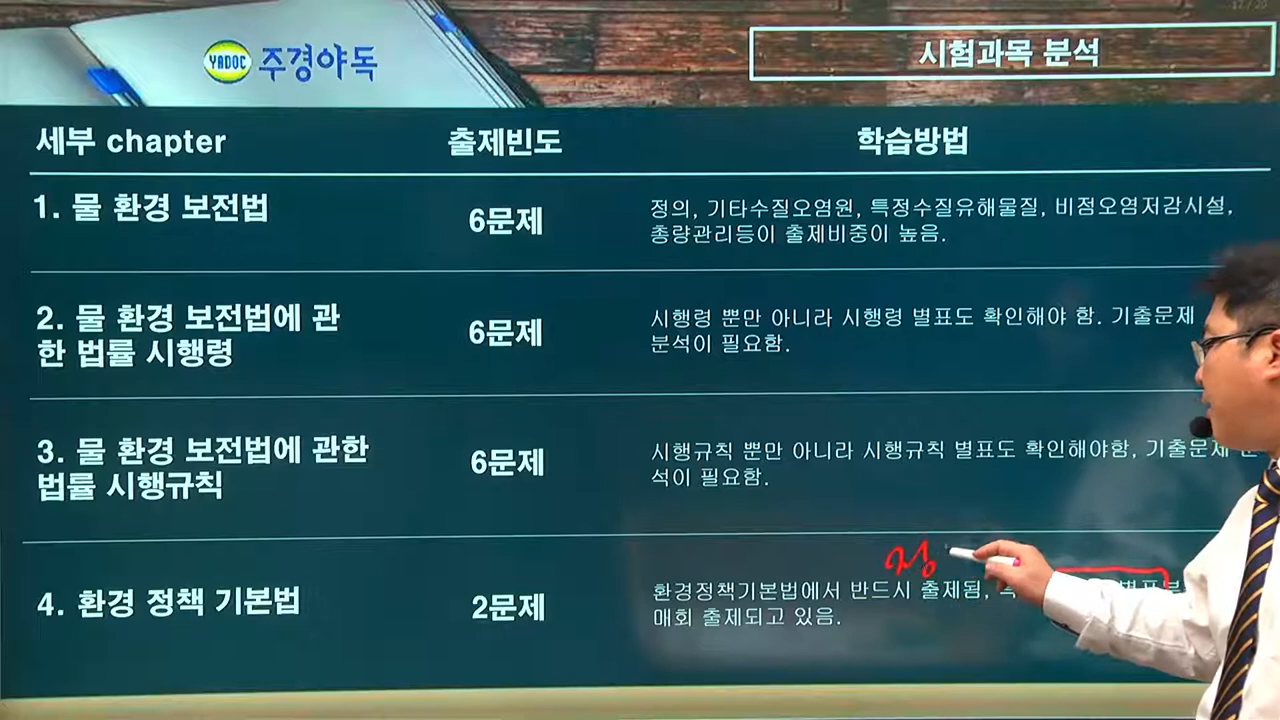 YADOC 주경야독
시험과목 분석
세부 chapter 출제빈도 학습방법
1. 물 환경 보전법 6문제
정의, 기타수질오염원, 특정수질유해물질, 비점오염저감시설,
총량관리등이 출제비중이 높음.
2. 물 환경 보전법에 관
한 법률 시행령
6문제
시행령 뿐만 아니라 시행령 별표도 확인해야 함. 기출문제
분석이 필요함.
3. 물 환경 보전법에 관한
법률 시행규칙
6문제
시행규칙 뿐만 아니라 시행규칙 별표도 확인해야함, 기출문제
석이 필요함.
정
4. 환경 정책 기본법 2문제
환경정책기본법에서 반드시 출제됨,
매회 출제되고 있음.